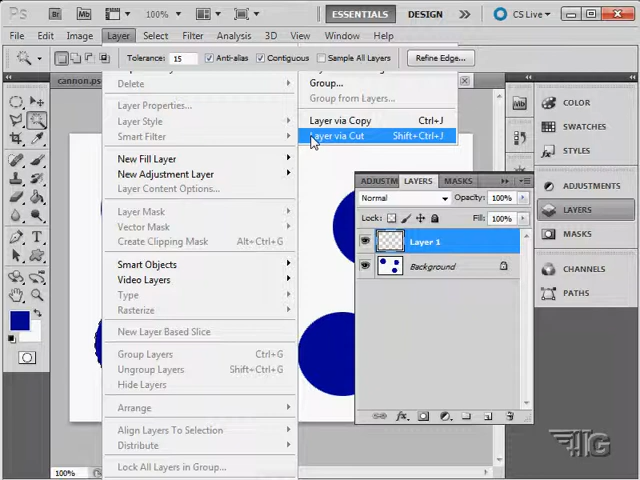 Ps Br Mb 100% ESSENTIALS DESIGN CS Live
File Edit Image Layer Select Filter Analysis 3D View Window Help
Tolerance: 15 Anti-alias Contiguous Sample All Layers Refine Edge...
cannon.ps
Delete
Layer Properties...
Layer Style
Smart Filter
New Fill Layer
New Adjustment Layer
Layer Content Options...
Layer Mask
Vector Mask
Create Clipping Mask Alt+Ctrl+G
Smart Objects
Video Layers
Type
Rasterize
New Layer Based Slice
Group Layers Ctrl+G
Ungroup Layers Shift+Ctrl+G
Hide Layers
Arrange
Align Layers To Selection
Distribute
Lock All Layers in Group...
Group...
Group from Layers...
Layer via Copy Ctrl+J
Layer via Cut Shift+Ctrl+J
ADJUSTM LAYERS MASKS
Normal Opacity: 100%
Lock: Fill: 100%
Layer 1
Background
COLOR
SWATCHES
STYLES
ADJUSTMENTS
LAYERS
MASKS
CHANNELS
PATHS
100%